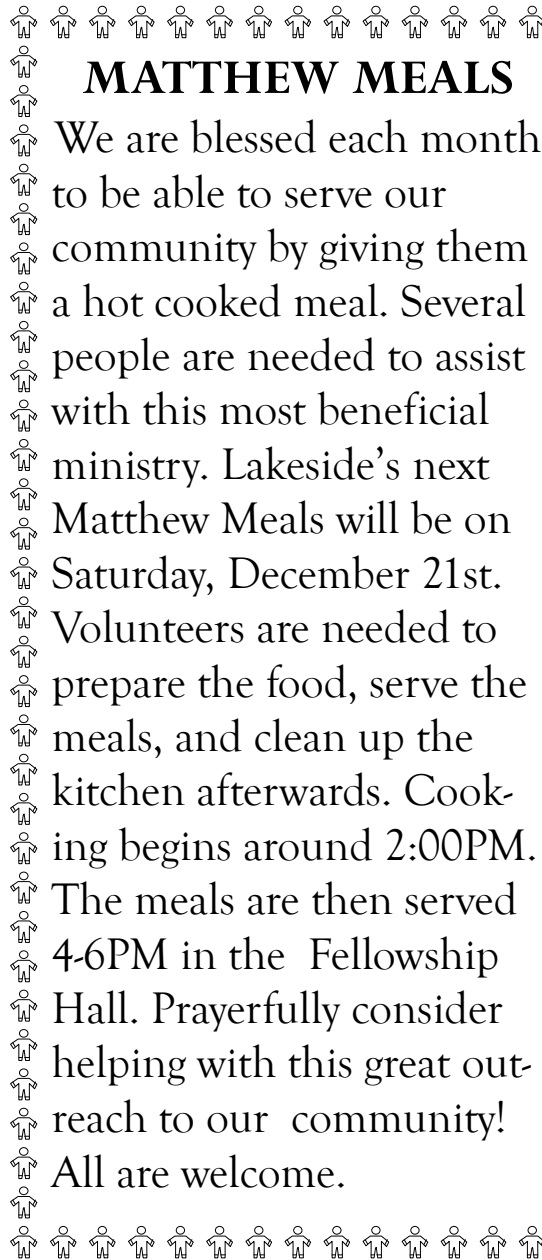 MATTHEW MEALS
We are blessed each month
to be able to serve our
community by giving them
a hot cooked meal. Several
people are needed to assist
with this most beneficial
ministry. Lakeside’s next
Matthew Meals will be on
Saturday, December 21st.
Volunteers are needed to
prepare the food, serve the
meals, and clean up the
kitchen afterwards. Cook-
ing begins around 2:00PM.
The meals are then served
4-6PM in the  Fellowship
Hall. Prayerfully consider
helping with this great out-
reach to our  community!
All are welcome.